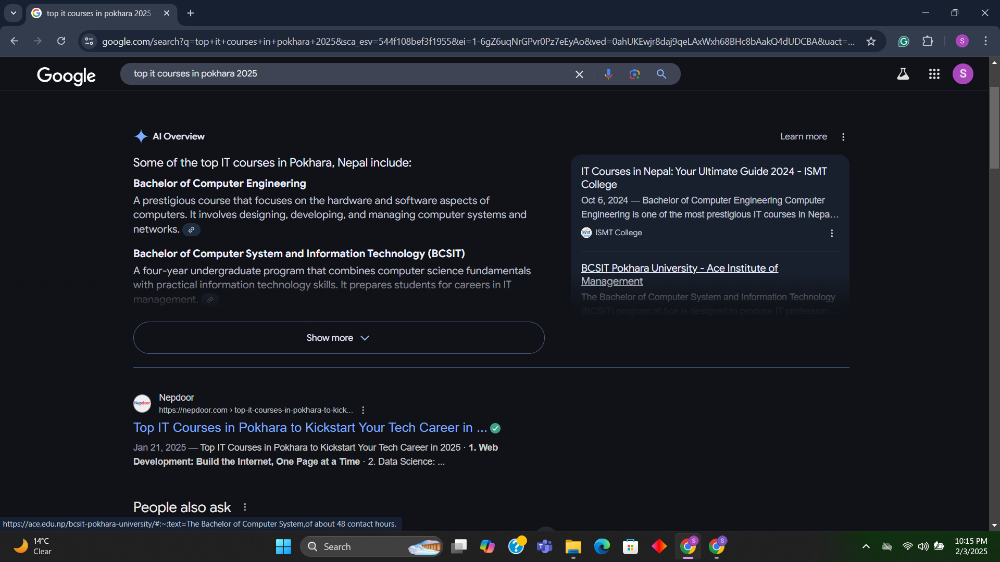 top it courses in pokhara 2025 -
google.com/search?q=top+it+courses+in+pokhara+2025&sca_esv=544f108bef3f1955&ei=1-6gZ6uqNrGPvr0Pz7eEyAo&ved=0ahUKEwjr8daj9qeLAxWxh68BHc8bAakQ4dUDCBA&uact=...
S
Google
top it courses in pokhara 2025
S
AI Overview
Learn more
Some of the top IT courses in Pokhara, Nepal include:
Bachelor of Computer Engineering
A prestigious course that focuses on the hardware and software aspects of
computers. It involves designing, developing, and managing computer systems and
networks.
Bachelor of Computer System and Information Technology (BCSIT)
A four-year undergraduate program that combines computer science fundamentals
with practical information technology skills. It prepares students for careers in IT
management.
Show more
IT Courses in Nepal: Your Ultimate Guide 2024 - ISMT
College
Oct 6, 2024 — Bachelor of Computer Engineering Computer
Engineering is one of the most prestigious IT courses in Nepa...
ismt
ISMT College
BCSIT Pokhara University - Ace Institute of
Management
The Bachelor of Computer System and Information Technology
(BCSIT) program at Ace Is designed to produce IT profession...
Nepdoor
Nepdoor
https://nepdoor.com › top-it-courses-in-pokhara-to-kick...
Top IT Courses in Pokhara to Kickstart Your Tech Career in ...
Jan 21, 2025 — Top IT Courses in Pokhara to Kickstart Your Tech Career in 2025 · 1. Web
Development: Build the Internet, One Page at a Time · 2. Data Science: ...
People also ask
https://ace.edu.np/bcsit-pokhara-university/#:~:text=The Bachelor of Computer System,of about 48 contact hours.
14°C
Clear
Search
S
S
10:15 PM
2/3/2025